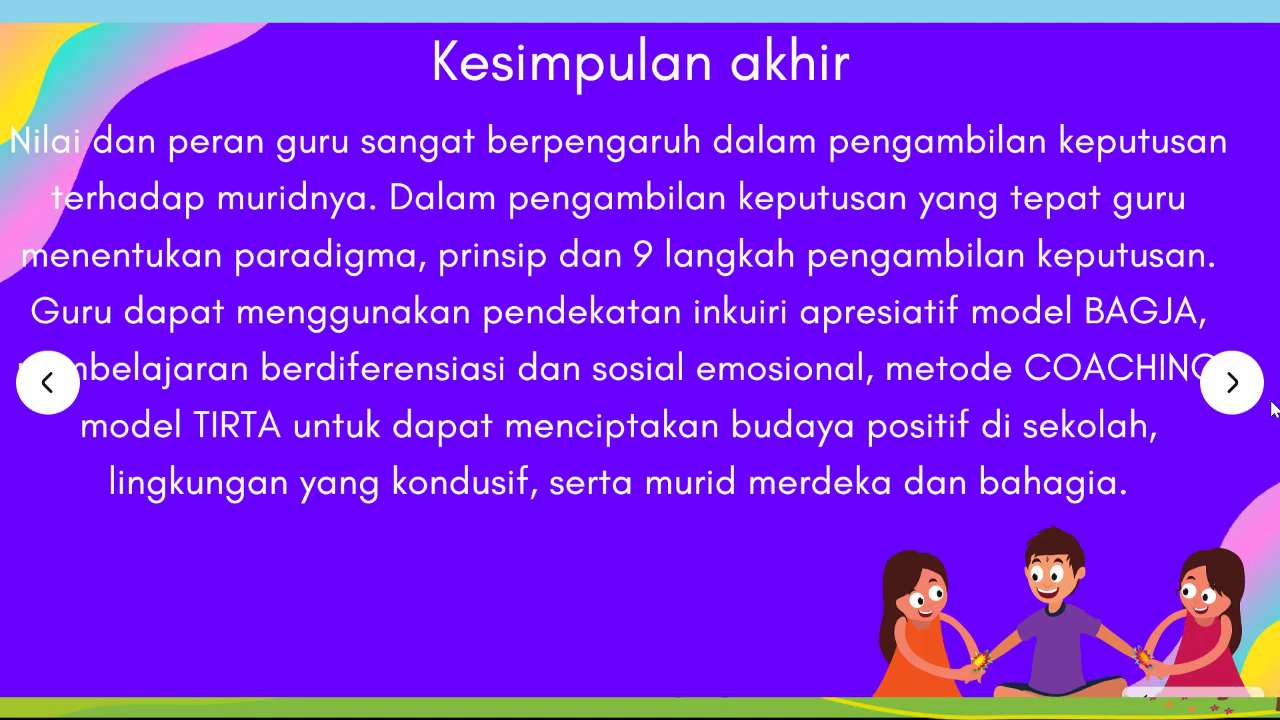 Kesimpulan akhir
Nilai dan peran guru sangat berpengaruh dalam pengambilan keputusan
terhadap muridnya. Dalam pengambilan keputusan yang tepat guru
menentukan paradigma, prinsip dan 9 langkah pengambilan keputusan.
Guru dapat menggunakan pendekatan inkuiri apresiatif model BAGJA,
berdiferensiasi dan sosial emosional, metode COACHING
model TIRTA untuk dapat menciptakan budaya positif di sekolah,
lingkungan yang kondusif, serta murid merdeka dan bahagia.